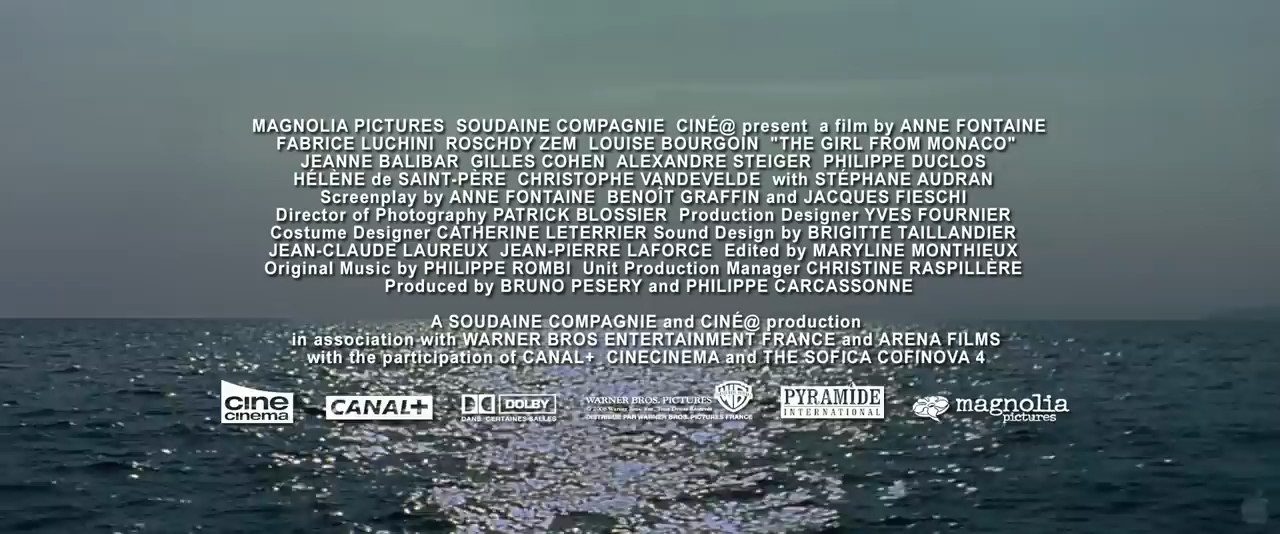 MAGNOLIA PICTURES SOUDAINE COMPAGNIE CINÉ@ present a film by ANNE FONTAINE
FABRICE LUCHINI ROSCHDY ZEM LOUISE BOURGOIN "THE GIRL FROM MONACO"
JEANNE BALIBAR GILLES COHEN ALEXANDRE STEIGER PHILIPPE DUCLOS
HÉLÈNE de SAINT-PÈRE CHRISTOPHE VANDEVELDE with STÉPHANE AUDRAN
Screenplay by ANNE FONTAINE BENOÎT GRAFFIN and JACQUES FIESCHI
Director of Photography PATRICK BLOSSIER Production Designer YVES FOURNIER
Costume Designer CATHERINE LETERRIER Sound Design by BRIGITTE TAILLANDIER
JEAN-CLAUDE LAUREUX JEAN-PIERRE LAFORCE Edited by MARYLINE MONTHIEUX
Original Music by PHILIPPE ROMBI Unit Production Manager CHRISTINE RASPILLÈRE
Produced by BRUNO PESERY and PHILIPPE CARCASSONNE
A SOUDAINE COMPAGNIE and CINÉ@ production
in association with WARNER BROS ENTERTAINMENT FRANCE and ARENA FILMS
with the participation of CANAL+ CINECINEMA and THE SOFICA COFINOVA 4
cine cinema
CANAL+
DOLBY
DANS CERTAINES SALLES
WARNER BROS. PICTURES
DISTRIBUÉ PAR WARNER BROS. PICTURES FRANCE
PYRAMIDE
INTERNATIONAL
magnolia
pictures